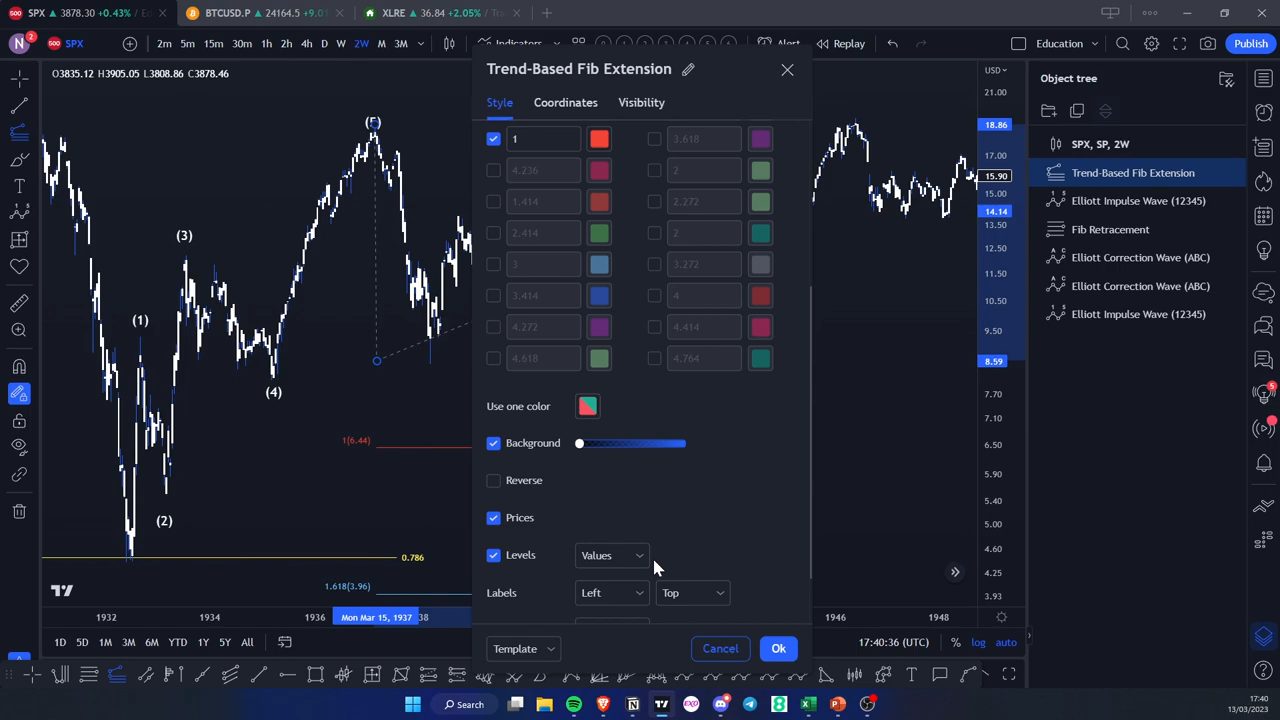 500 SPX ▲ 3878.30 +0.43% / Ed
BTCUSD.P ▲ 24164.5 +9.01
XLRE ▲ 36.84 +2.05% / Tra
N 2 500 SPX
2m 5m 15m 30m 1h 2h 4h D W 2W M 3M
Indicators
Alert
Replay
Education
Publish
O3835.12 H3905.05 L3808.86 C3878.46
Trend-Based Fib Extension
Style Coordinates Visibility
1 3.618
4.236 2
1.414 2.272
2.414 2
3 3.272
3.414 4
4.272 4.414
4.618 4.764
Use one color
Background
Reverse
Prices
Levels Values
Labels Left Top
Template
Cancel Ok
(5)
(3)
(1)
(4)
(2)
1(6.44)
0.786
1.618(3.96)
USD
21.00
18.86
17.00
15.90
15.00
14.14
13.50
12.50
11.50
10.50
9.50
8.59
7.70
7.10
6.50
5.90
5.40
5.00
4.60
4.25
3.93
Object tree
SPX, SP, 2W
Trend-Based Fib Extension
Elliott Impulse Wave (12345)
Fib Retracement
Elliott Correction Wave (ABC)
Elliott Correction Wave (ABC)
Elliott Impulse Wave (12345)
1932 1934 1936 Mon Mar 15, 1937 38 1946 1948
1D 5D 1M 3M 6M YTD 1Y 5Y All
17:40:36 (UTC) % log auto
Search
17:40
13/03/2023